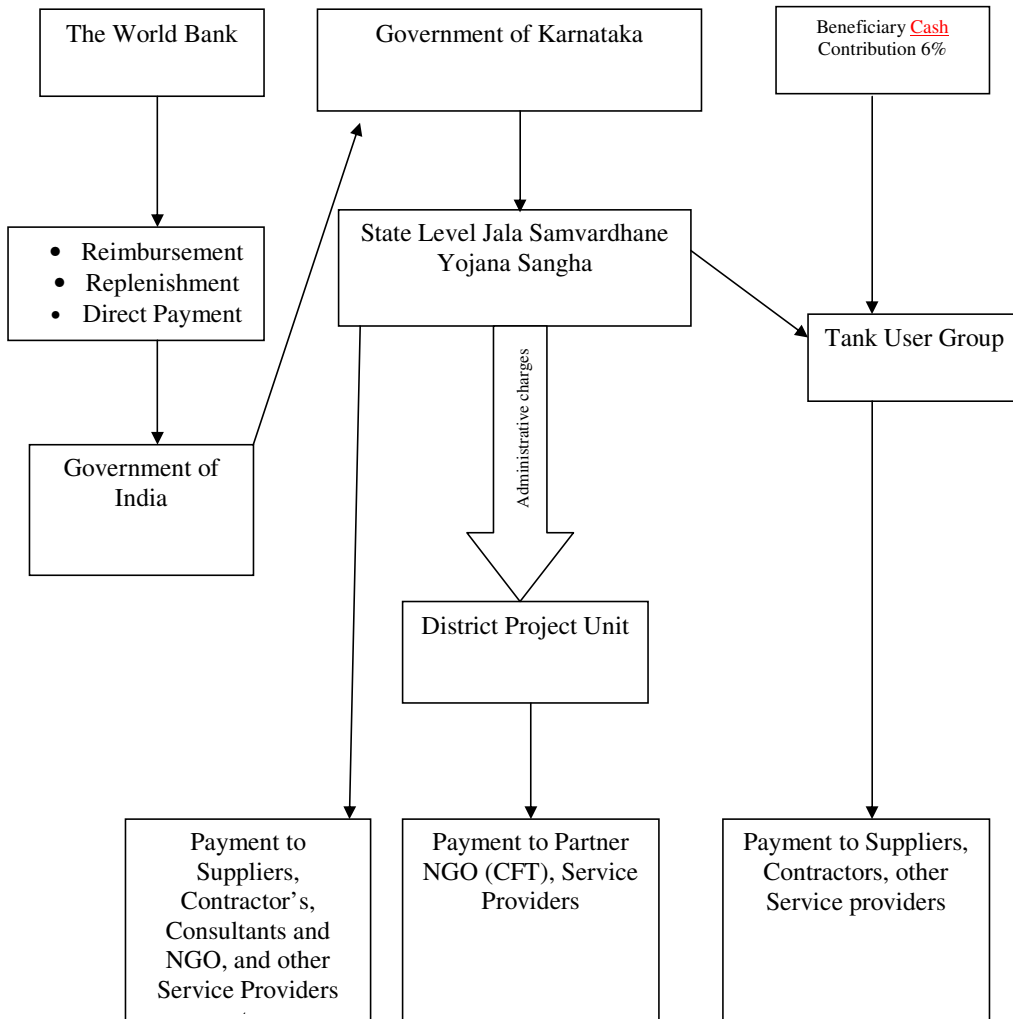 The World Bank
Government of Karnataka
Beneficiary Cash
Contribution 6%
• Reimbursement
• Replenishment
• Direct Payment
State Level Jala Samvardhane
Yojana Sangha
Tank User Group
Government of
India
Administrative charges
District Project Unit
Payment to
Suppliers,
Contractor’s,
Consultants and
NGO, and other
Service Providers
.
Payment to Partner
NGO (CFT), Service
Providers
Payment to Suppliers,
Contractors, other
Service providers